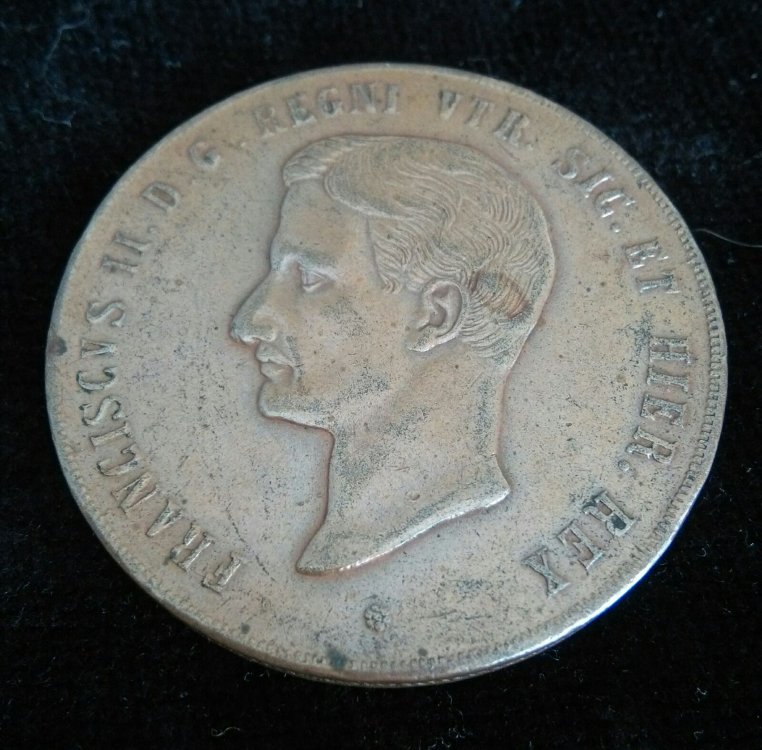 FRANCISCVS II. D. G. REGNI VTR. SIC. ET HIER. REX